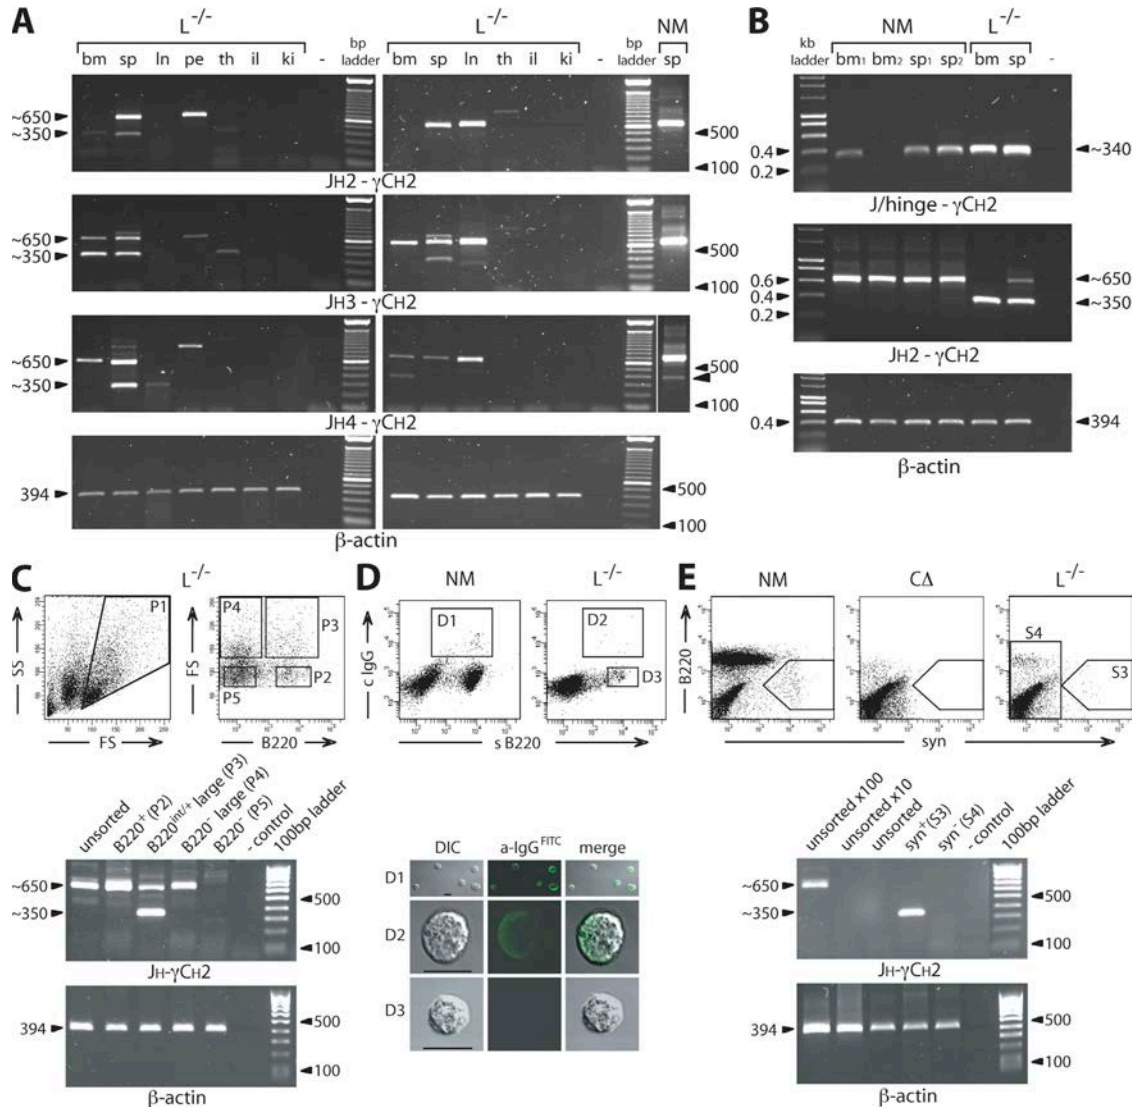 A
L-/-
L-/-
NM
bm sp ln pe th il ki - bp ladder
bm sp ln th il ki - bp ladder sp
~650
~350
500
100
JH2 - γCH2
~650
~350
500
100
JH3 - γCH2
~650
~350
500
100
JH4 - γCH2
394
500
100
β-actin
B
NM
L-/-
kb ladder bm1 bm2 sp1 sp2 bm sp -
0.4
0.2
~340
J/hinge - γCH2
0.6
0.4
0.2
~650
~350
JH2 - γCH2
0.4
394
β-actin
C
L-/-
SS
P1
50 100 150 200 250
FS
FS
P4
P3
P2
P5
B220
unsorted
B220+ (P2)
B220int/+ large (P3)
B220- large (P4)
B220- (P5)
- control
100bp ladder
~650
~350
500
100
JH-γCH2
394
500
100
β-actin
D
NM
L-/-
c IgG
D1
D2
D3
s B220
DIC a-IgG FITC merge
D1
D2
D3
E
NM
CΔ
L-/-
B220
S4
S3
syn
unsorted x100
unsorted x10
unsorted
syn+(S3)
syn-(S4)
- control
100bp ladder
~650
~350
500
100
JH-γCH2
394
500
100
β-actin